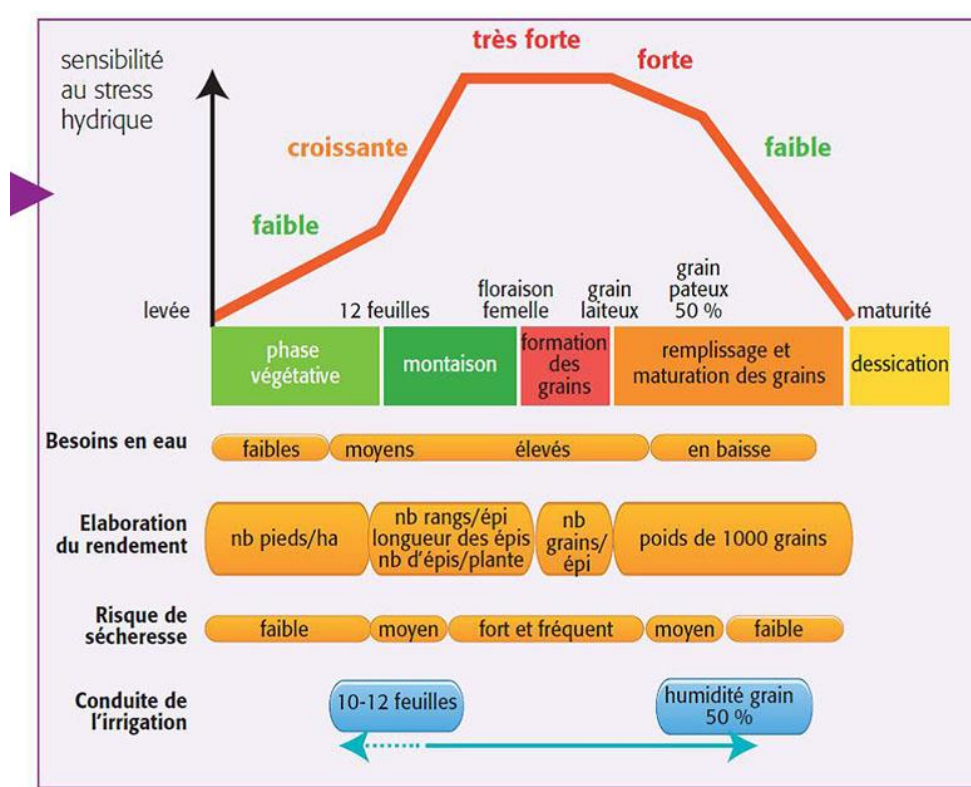 sensibilité
au stress
hydrique
très forte
forte
croissante
faible
faible
levée
12 feuilles
floraison
femelle
grain
laiteux
grain
pateux
50 %
maturité
phase
végétative
montaison
formation
des
grains
remplissage et
maturation des grains
dessication
Besoins en eau
faibles
moyens
élevés
en baisse
Elaboration
du rendement
nb pieds/ha
nb rangs/épi
longueur des épis
nb d'épis/plante
nb
grains/
épi
poids de 1000 grains
Risque de
sécheresse
faible
moyen
fort et fréquent
moyen
faible
Conduite de
l'irrigation
10-12 feuilles
humidité grain
50 %